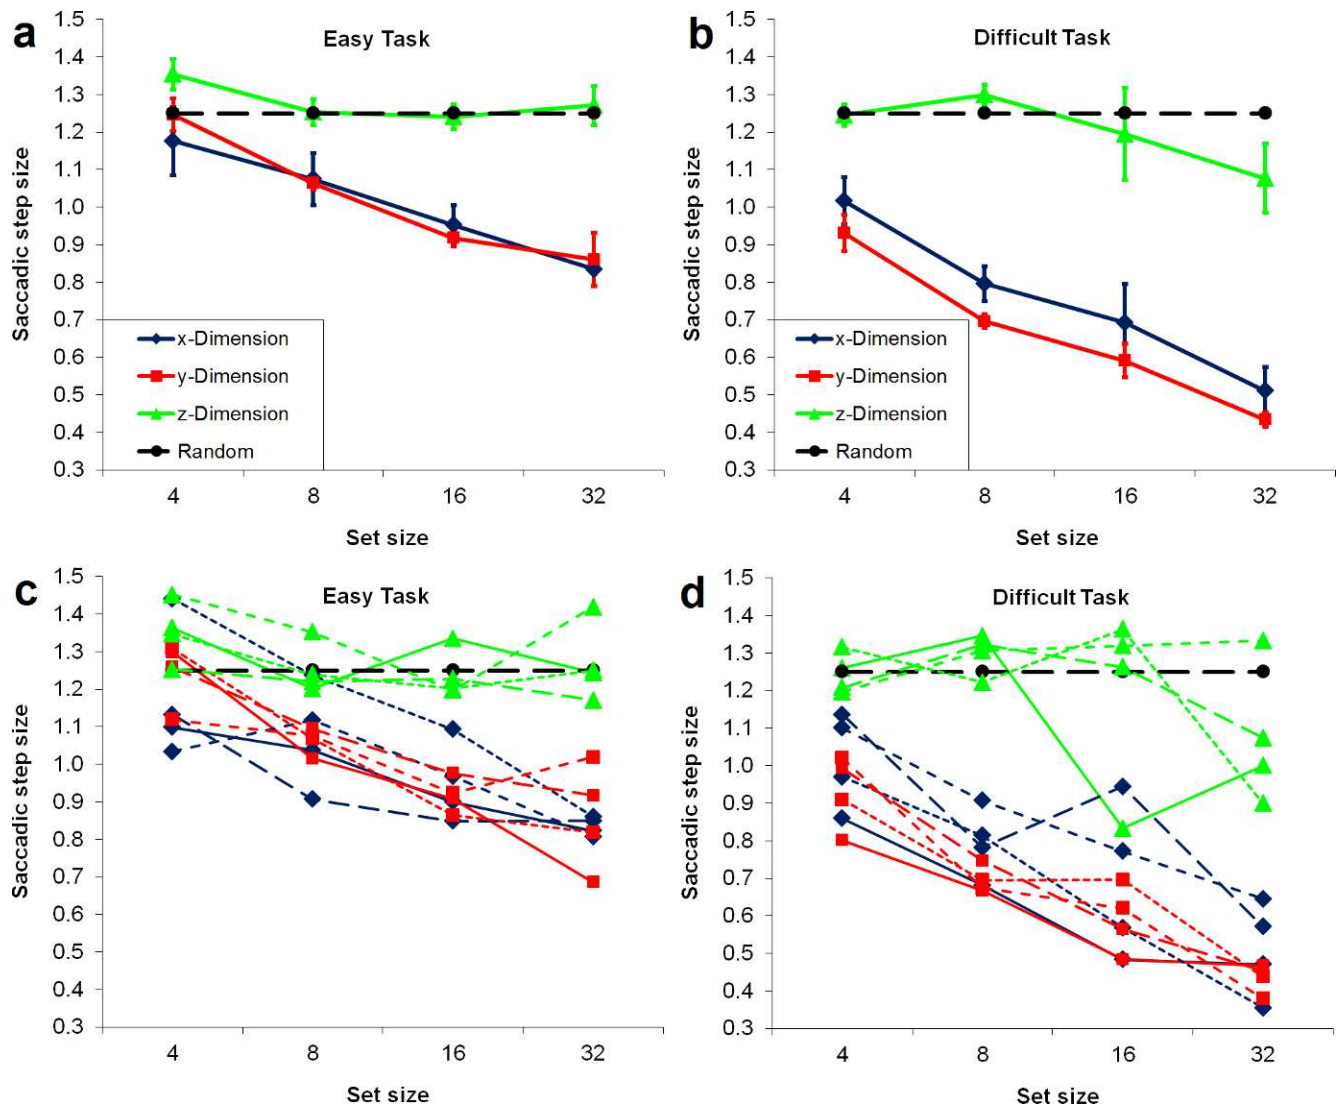 a
Easy Task
Saccadic step size
1.5
1.4
1.3
1.2
1.1
1.0
0.9
0.8
0.7
0.6
0.5
0.4
0.3
x-Dimension
y-Dimension
z-Dimension
Random
4 8 16 32
Set size
b
Difficult Task
Saccadic step size
1.5
1.4
1.3
1.2
1.1
1.0
0.9
0.8
0.7
0.6
0.5
0.4
0.3
x-Dimension
y-Dimension
z-Dimension
Random
4 8 16 32
Set size
c
Easy Task
Saccadic step size
1.5
1.4
1.3
1.2
1.1
1.0
0.9
0.8
0.7
0.6
0.5
0.4
0.3
4 8 16 32
Set size
d
Difficult Task
Saccadic step size
1.5
1.4
1.3
1.2
1.1
1.0
0.9
0.8
0.7
0.6
0.5
0.4
0.3
4 8 16 32
Set size